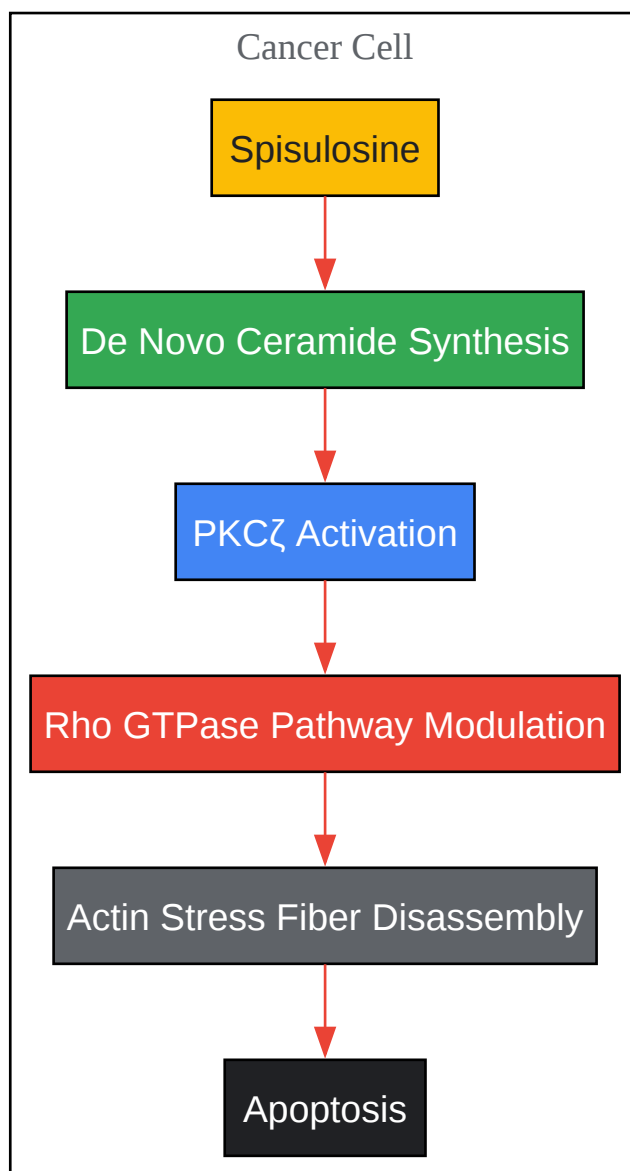 Cancer Cell
Spisulosine
De Novo Ceramide Synthesis
PKCζ Activation
Rho GTPase Pathway Modulation
Actin Stress Fiber Disassembly
Apoptosis